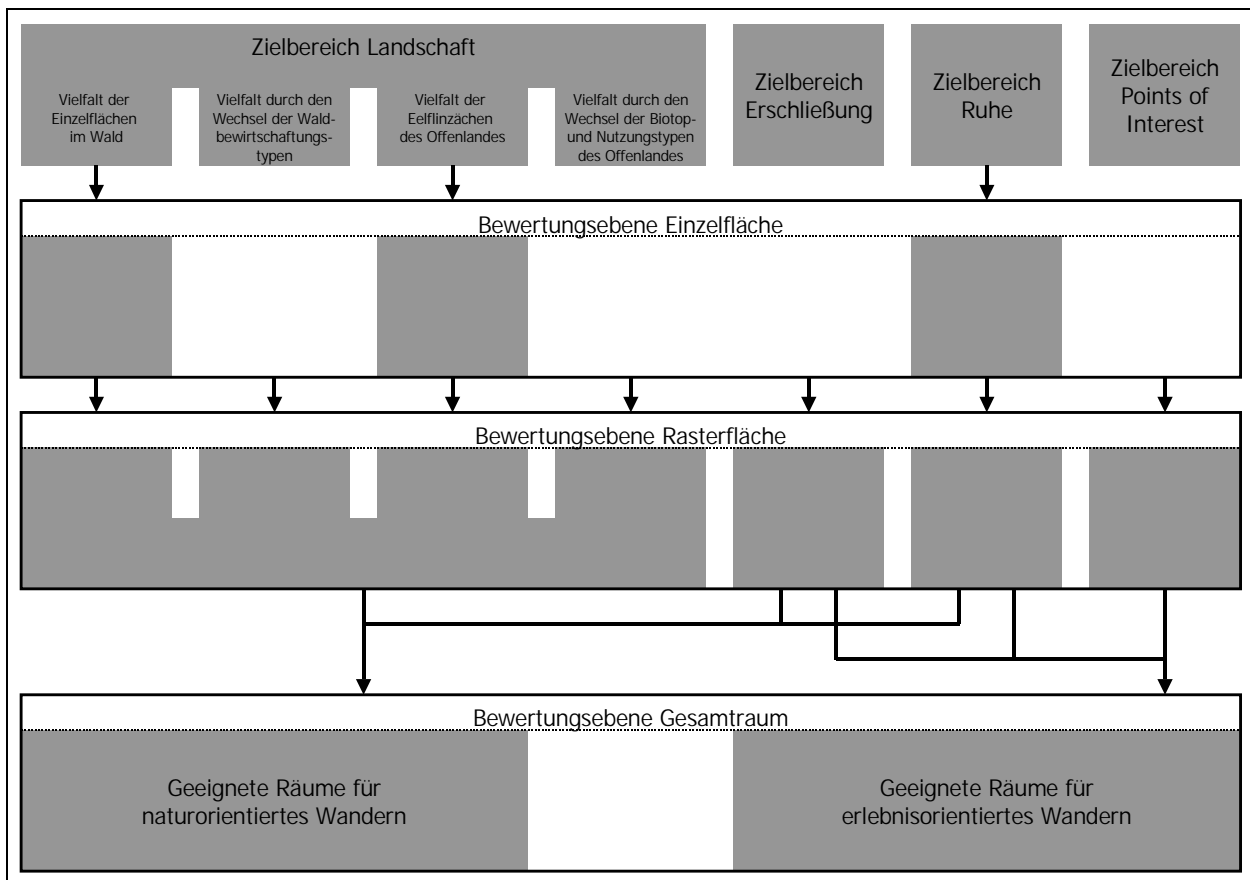 Zielbereich Landschaft
Vielfalt der
Einzelflächen
im Wald
Vielfalt durch den
Wechsel der Wald-
bewirtschaftungs-
typen
Vielfalt der
Eelflinzächen
des Offenlandes
Vielfalt durch den
Wechsel der Biotop-
und Nutzungstypen
des Offenlandes
Zielbereich
Erschließung
Zielbereich
Ruhe
Zielbereich
Points of
Interest
Bewertungsebene Einzelfläche
Bewertungsebene Rasterfläche
Bewertungsebene Gesamtraum
Geeignete Räume für
naturorientiertes Wandern
Geeignete Räume für
erlebnisorientiertes Wandern